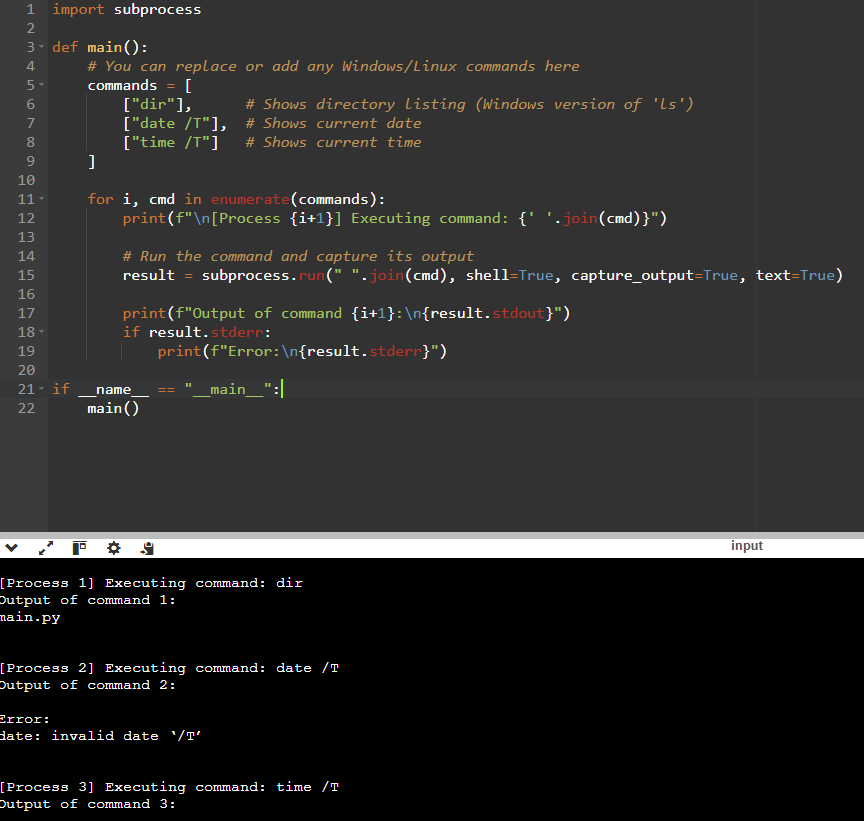 1 import subprocess
2
3 def main():
4 # You can replace or add any Windows/Linux commands here
5 commands = [
6 ["dir"], # Shows directory listing (Windows version of 'ls')
7 ["date /T"], # Shows current date
8 ["time /T"] # Shows current time
9 ]
10
11 for i, cmd in enumerate(commands):
12 print(f"\n[Process {i+1}] Executing command: {' '.join(cmd)}")
13
14 # Run the command and capture its output
15 result = subprocess.run(" ".join(cmd), shell=True, capture_output=True, text=True)
16
17 print(f"Output of command {i+1}:\n{result.stdout}")
18 if result.stderr:
19 print(f"Error:\n{result.stderr}")
20
21 if __name__ == "__main__":
22 main()
input
[Process 1] Executing command: dir
Output of command 1:
main.py
[Process 2] Executing command: date /T
Output of command 2:
Error:
date: invalid date ‘/T’
[Process 3] Executing command: time /T
Output of command 3: